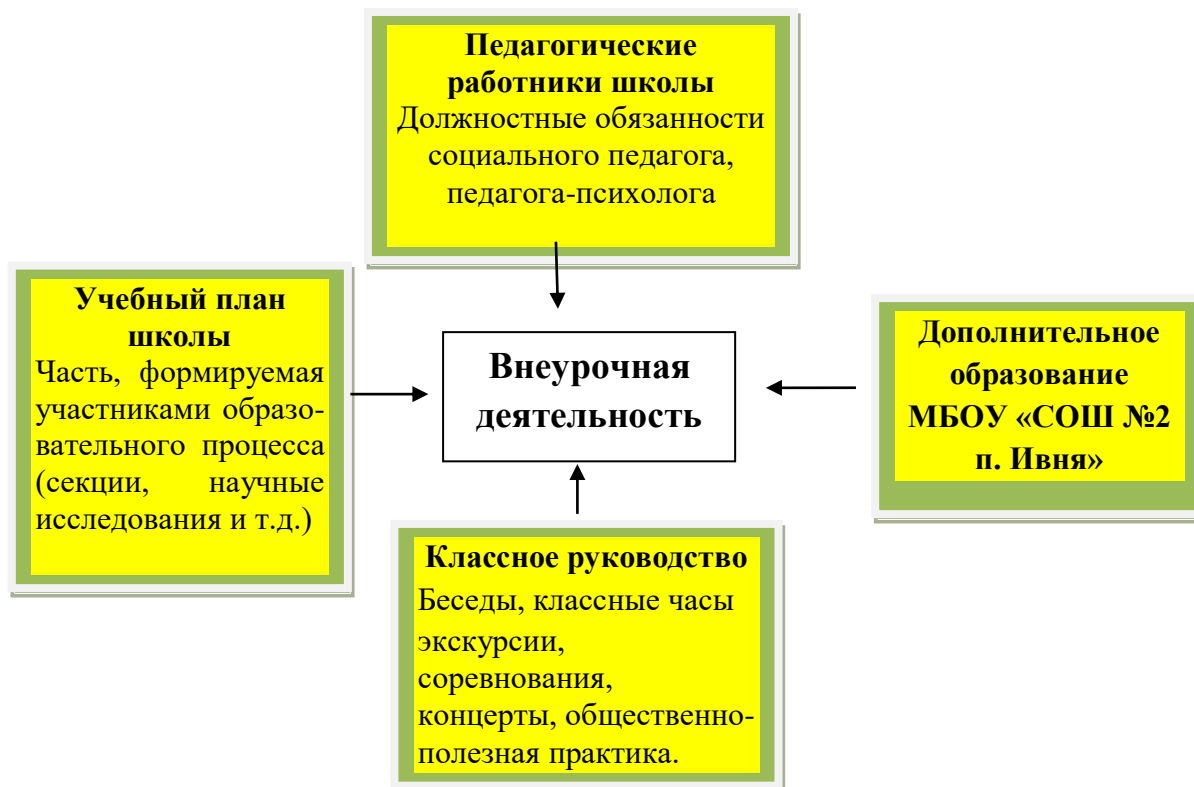 Педагогические
работники школы
Должностные обязанности
социального педагога,
педагога-психолога
Учебный план
школы
Часть, формируемая
участниками образо-
вательного процесса
(секции, научные
исследования и т.д.)
Внеурочная
деятельность
Дополнительное
образование
МБОУ «СОШ №2
п. Ивня»
Классное руководство
Беседы, классные часы
экскурсии,
соревнования,
концерты, общественно-
полезная практика.